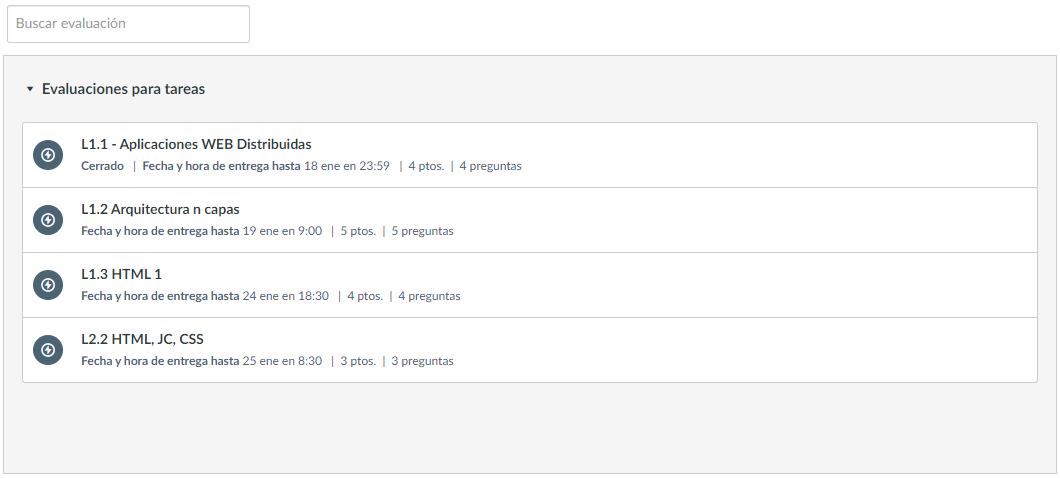 Buscar evaluación
Evaluaciones para tareas
L1.1 - Aplicaciones WEB Distribuidas
Cerrado | Fecha y hora de entrega hasta 18 ene en 23:59 | 4 ptos. | 4 preguntas
L1.2 Arquitectura n capas
Fecha y hora de entrega hasta 19 ene en 9:00 | 5 ptos. | 5 preguntas
L1.3 HTML 1
Fecha y hora de entrega hasta 24 ene en 18:30 | 4 ptos. | 4 preguntas
L2.2 HTML, JC, CSS
Fecha y hora de entrega hasta 25 ene en 8:30 | 3 ptos. | 3 preguntas